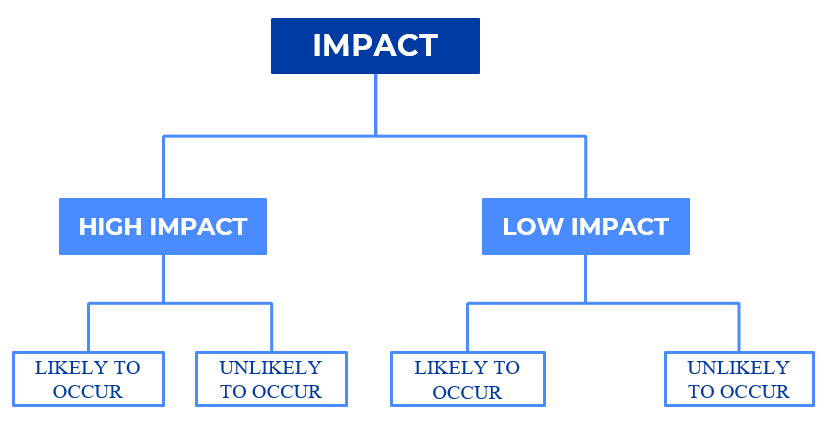 IMPACT
HIGH IMPACT
LOW IMPACT
LIKELY TO
OCCUR
UNLIKELY
TO OCCUR
LIKELY TO
OCCUR
UNLIKELY
TO OCCUR